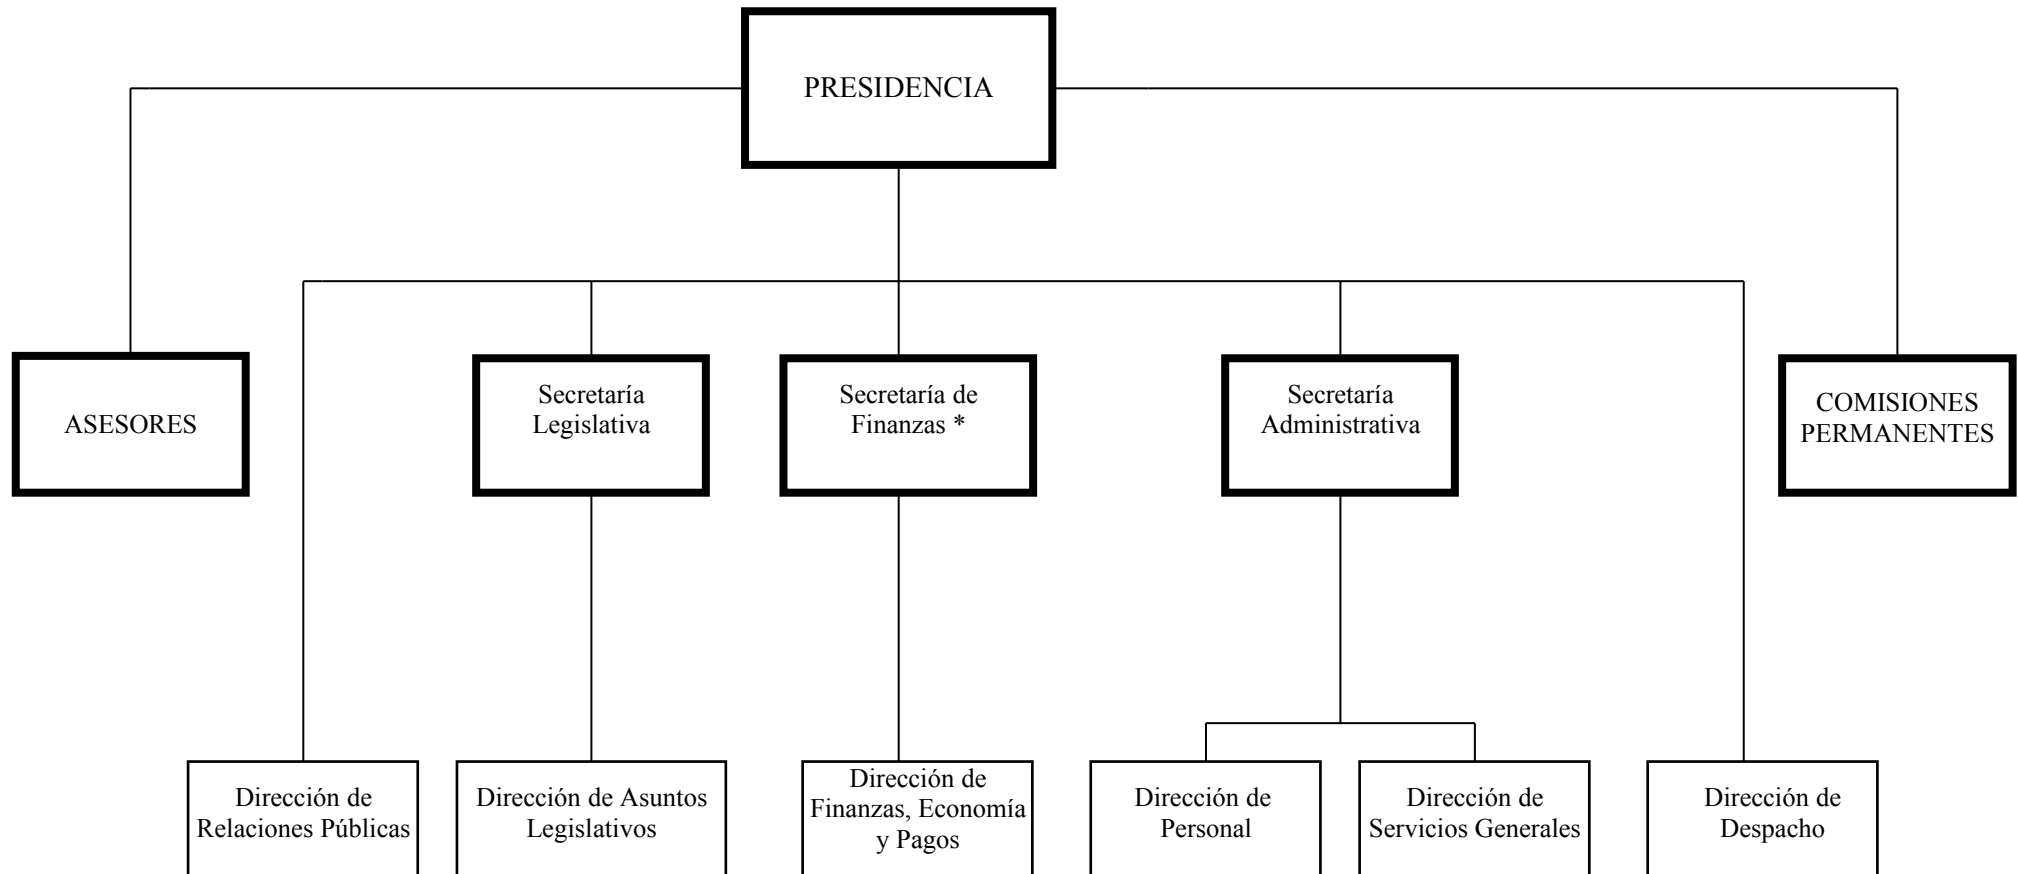 PRESIDENCIA
ASESORES
Secretaría
Legislativa
Secretaría de
Finanzas *
Secretaría
Administrativa
COMISIONES
PERMANENTES
Dirección de
Relaciones Públicas
Dirección de Asuntos
Legislativos
Dirección de
Finanzas, Economía
y Pagos
Dirección de
Personal
Dirección de
Servicios Generales
Dirección de
Despacho